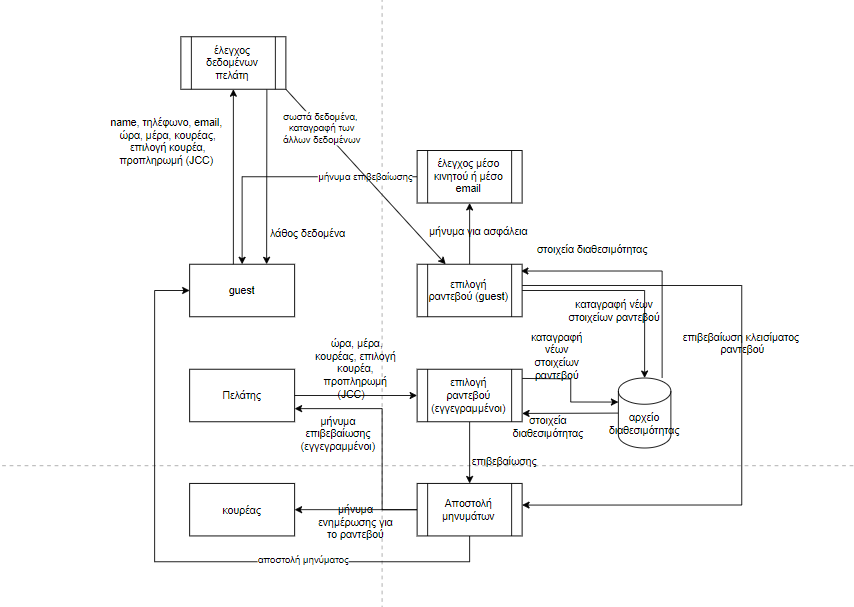 έλεγχος
δεδομένων
πελάτη
name, τηλέφωνο, email,
ώρα, μέρα, κουρέας,
επιλογή κουρέα,
προπληρωμή (JCC)
σωστά δεδομένα,
καταγραφή των
άλλων δεδομένων
έλεγχος μέσο
κινητού ή μέσο
email
μήνυμα επιβεβαίωσης
λάθος δεδομένα
μήνυμα για ασφάλεια
στοιχεία διαθεσιμότητας
guest
επιλογή
ραντεβού (guest)
καταγραφή νέων
στοιχείων ραντεβού
επιβεβαίωση κλεισίματος
ραντεβού
ώρα, μέρα,
κουρέας, επιλογή
κουρέα,
προπληρωμή
(JCC)
καταγραφή
νέων
στοιχείων
ραντεβού
Πελάτης
επιλογή
ραντεβού
(εγγεγραμμένοι)
αρχείο
διαθεσιμότητας
στοιχεία
διαθεσιμότητας
μήνυμα
επιβεβαίωσης
(εγγεγραμμένοι)
επιβεβαίωσης
κουρέας
μήνυμα
ενημέρωσης για
το ραντεβού
Αποστολή
μηνυμάτων
αποστολή μηνύματος